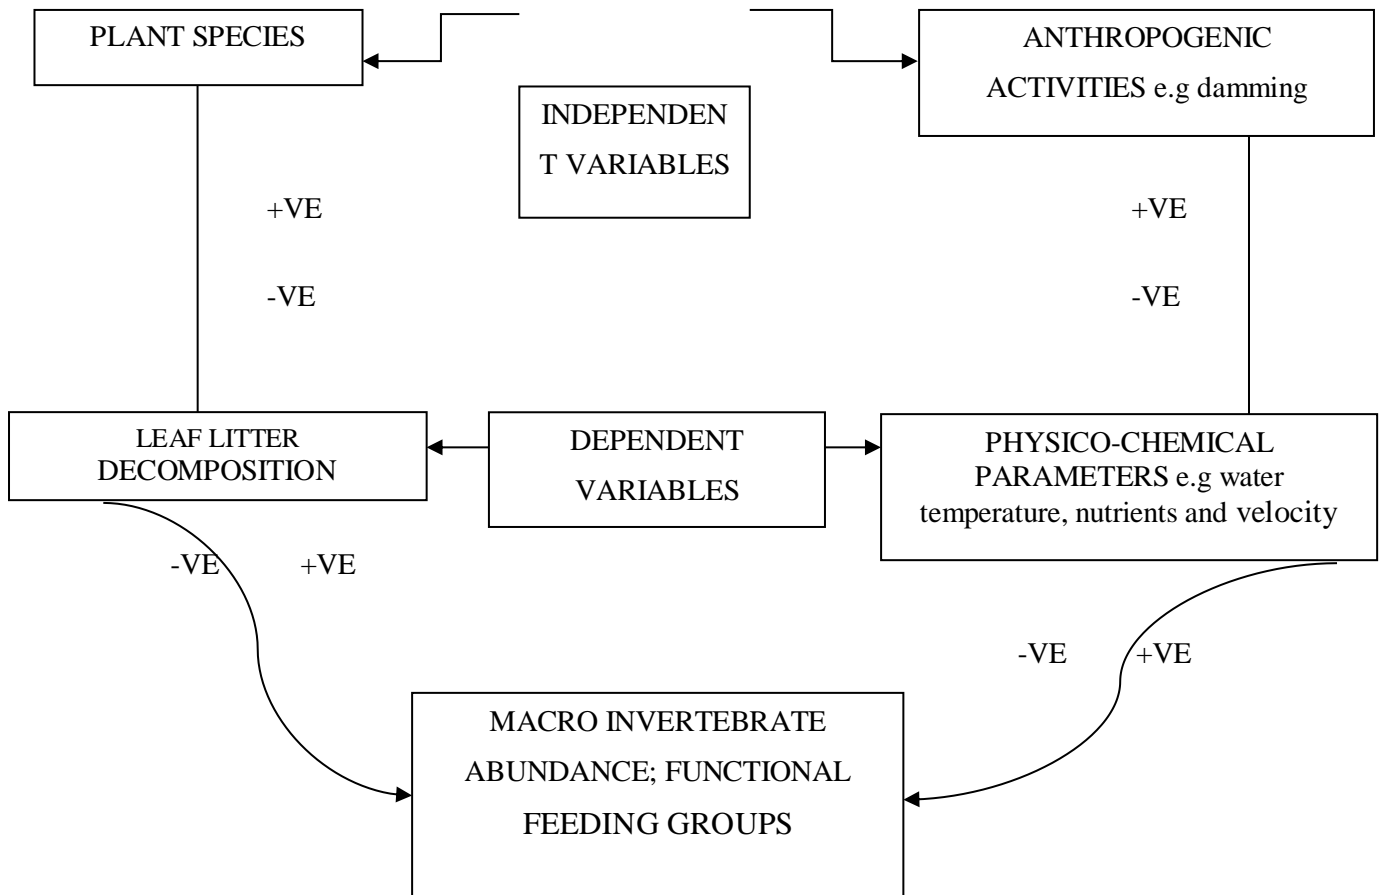 PLANT SPECIES
ANTHROPOGENIC
ACTIVITIES e.g damming
INDEPENDEN
T VARIABLES
+VE
-VE
+VE
-VE
LEAF LITTER
DECOMPOSITION
DEPENDENT
VARIABLES
PHYSICO-CHEMICAL
PARAMETERS e.g water
temperature, nutrients and velocity
-VE +VE
-VE +VE
MACRO INVERTEBRATE
ABUNDANCE; FUNCTIONAL
FEEDING GROUPS